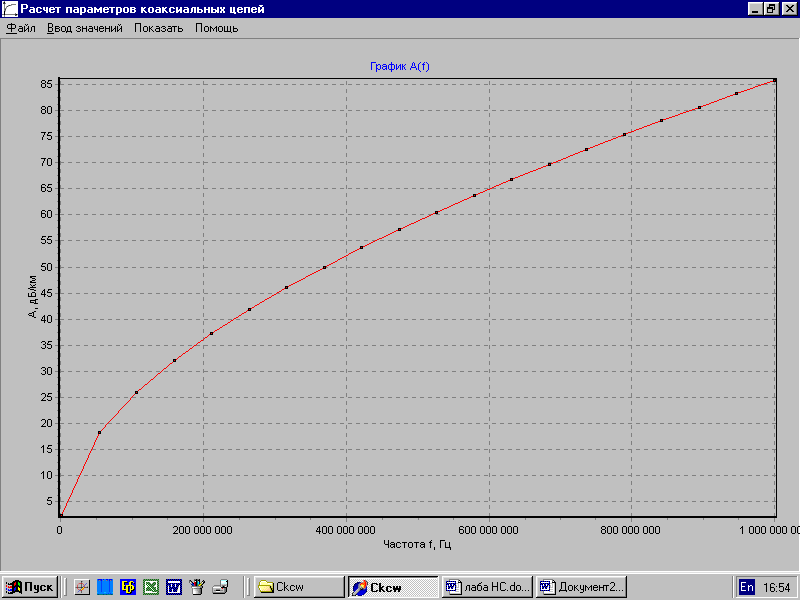 Расчет параметров коаксиальных цепей
Файл Ввод значений Показать Помощь
График A(f)
85
80
75
70
65
60
55
50
45
40
35
30
25
20
15
10
5
A, дБ/км
0 200 000 000 400 000 000 600 000 000 800 000 000 1 000 000 00
Частота f, Гц
Пуск Ckcw Ckcw лаба НС.do... Документ2... En 16:54